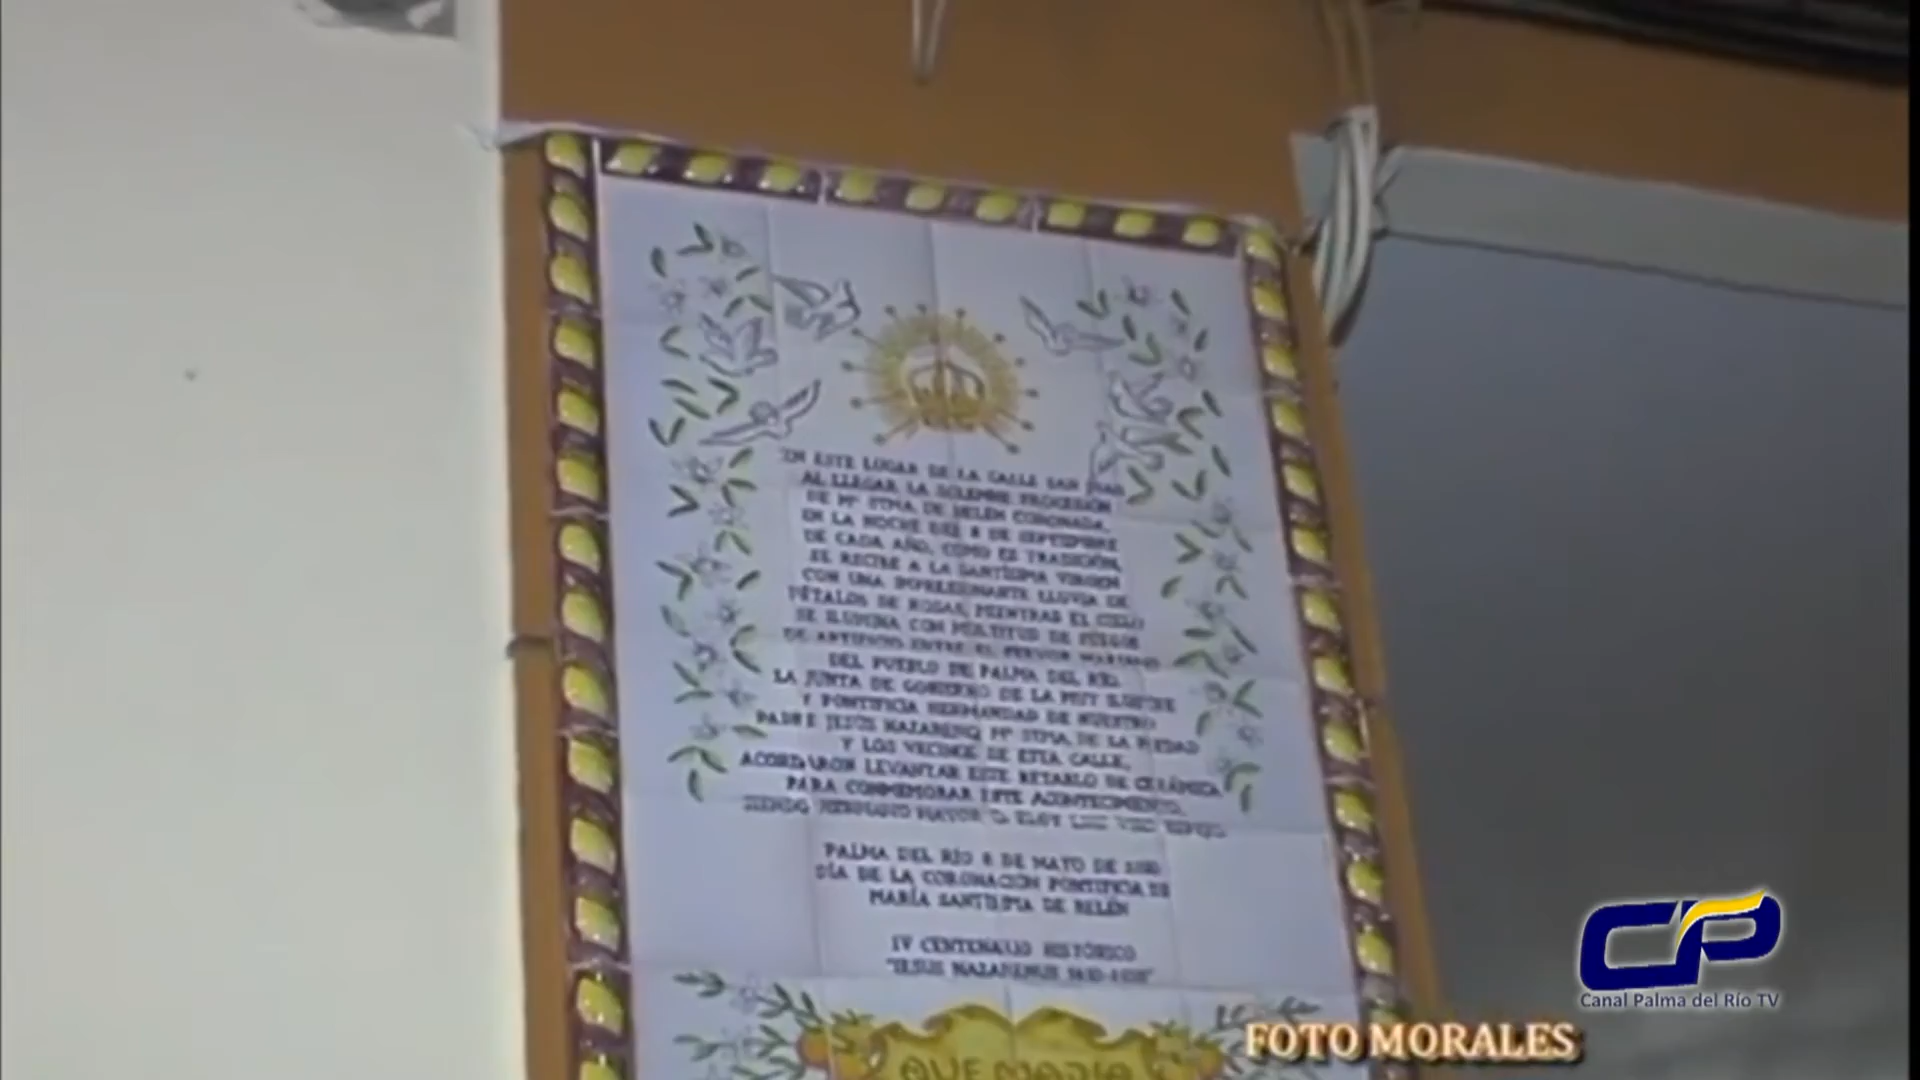 EN ESTE LUGAR DE LA CALLE SAN
AL LLEGAR LA SOLEMNE PROCESIÓN
DE Mª STMA. DE BELÉN CORONADA,
EN LA NOCHE DEL 8 DE SEPTIEMBRE
DE CADA AÑO, COMO ES TRADICIÓN,
SE RECIBE A LA SANTÍSIMA VIRGEN
CON UNA IMPRESIONANTE LLUVIA DE
PÉTALOS DE ROSAS, MIENTRAS EL CIELO
SE ILUMINA CON MULTITUD DE FUEGOS
DE ARTIFICIO, ENTRE EL FERVOR MARIANO
DEL PUEBLO DE PALMA DEL RÍO.
LA JUNTA DE GOBIERNO DE LA MUY ILUSTRE
Y PONTIFICIA HERMANDAD DE NUESTRO
PADRE JESÚS NAZARENO, Mª STMA. DE LA PIEDAD
Y LOS VECINOS DE ESTA CALLE,
ACORDARON LEVANTAR ESTE RETABLO DE CERÁMICA
PARA CONMEMORAR ESTE ACONTECIMIENTO,
SIENDO HERMANO MAYOR D. ELOY
PALMA DEL RÍO 8 DE MAYO DE
DÍA DE LA CORONACIÓN PONTIFICIA DE
MARÍA SANTÍSIMA DE BELÉN
IV CENTENARIO HISTÓRICO
"JESUS NAZARENUS
QUE MARIA
CP
Canal Palma del Río TV
FOTO MORALES